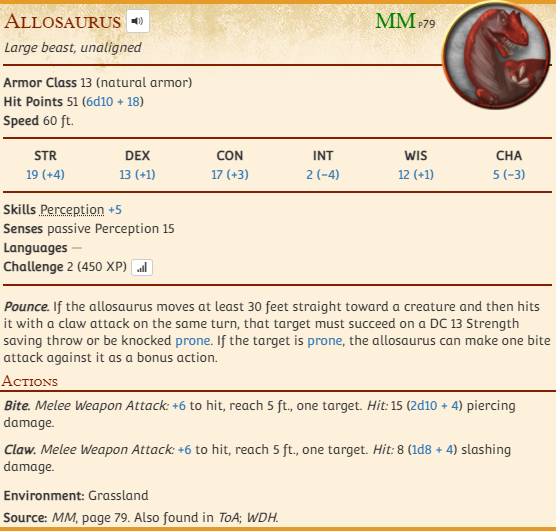 Allosaurus MM p79
Large beast, unaligned
Armor Class 13 (natural armor)
Hit Points 51 (6d10 + 18)
Speed 60 ft.
STR DEX CON INT WIS CHA
19 (+4) 13 (+1) 17 (+3) 2 (−4) 12 (+1) 5 (−3)
Skills Perception +5
Senses passive Perception 15
Languages —
Challenge 2 (450 XP)
Pounce. If the allosaurus moves at least 30 feet straight toward a creature and then hits
it with a claw attack on the same turn, that target must succeed on a DC 13 Strength
saving throw or be knocked prone. If the target is prone, the allosaurus can make one bite
attack against it as a bonus action.
Actions
Bite. Melee Weapon Attack: +6 to hit, reach 5 ft., one target. Hit: 15 (2d10 + 4) piercing
damage.
Claw. Melee Weapon Attack: +6 to hit, reach 5 ft., one target. Hit: 8 (1d8 + 4) slashing
damage.
Environment: Grassland
Source: MM, page 79. Also found in ToA; WDH.